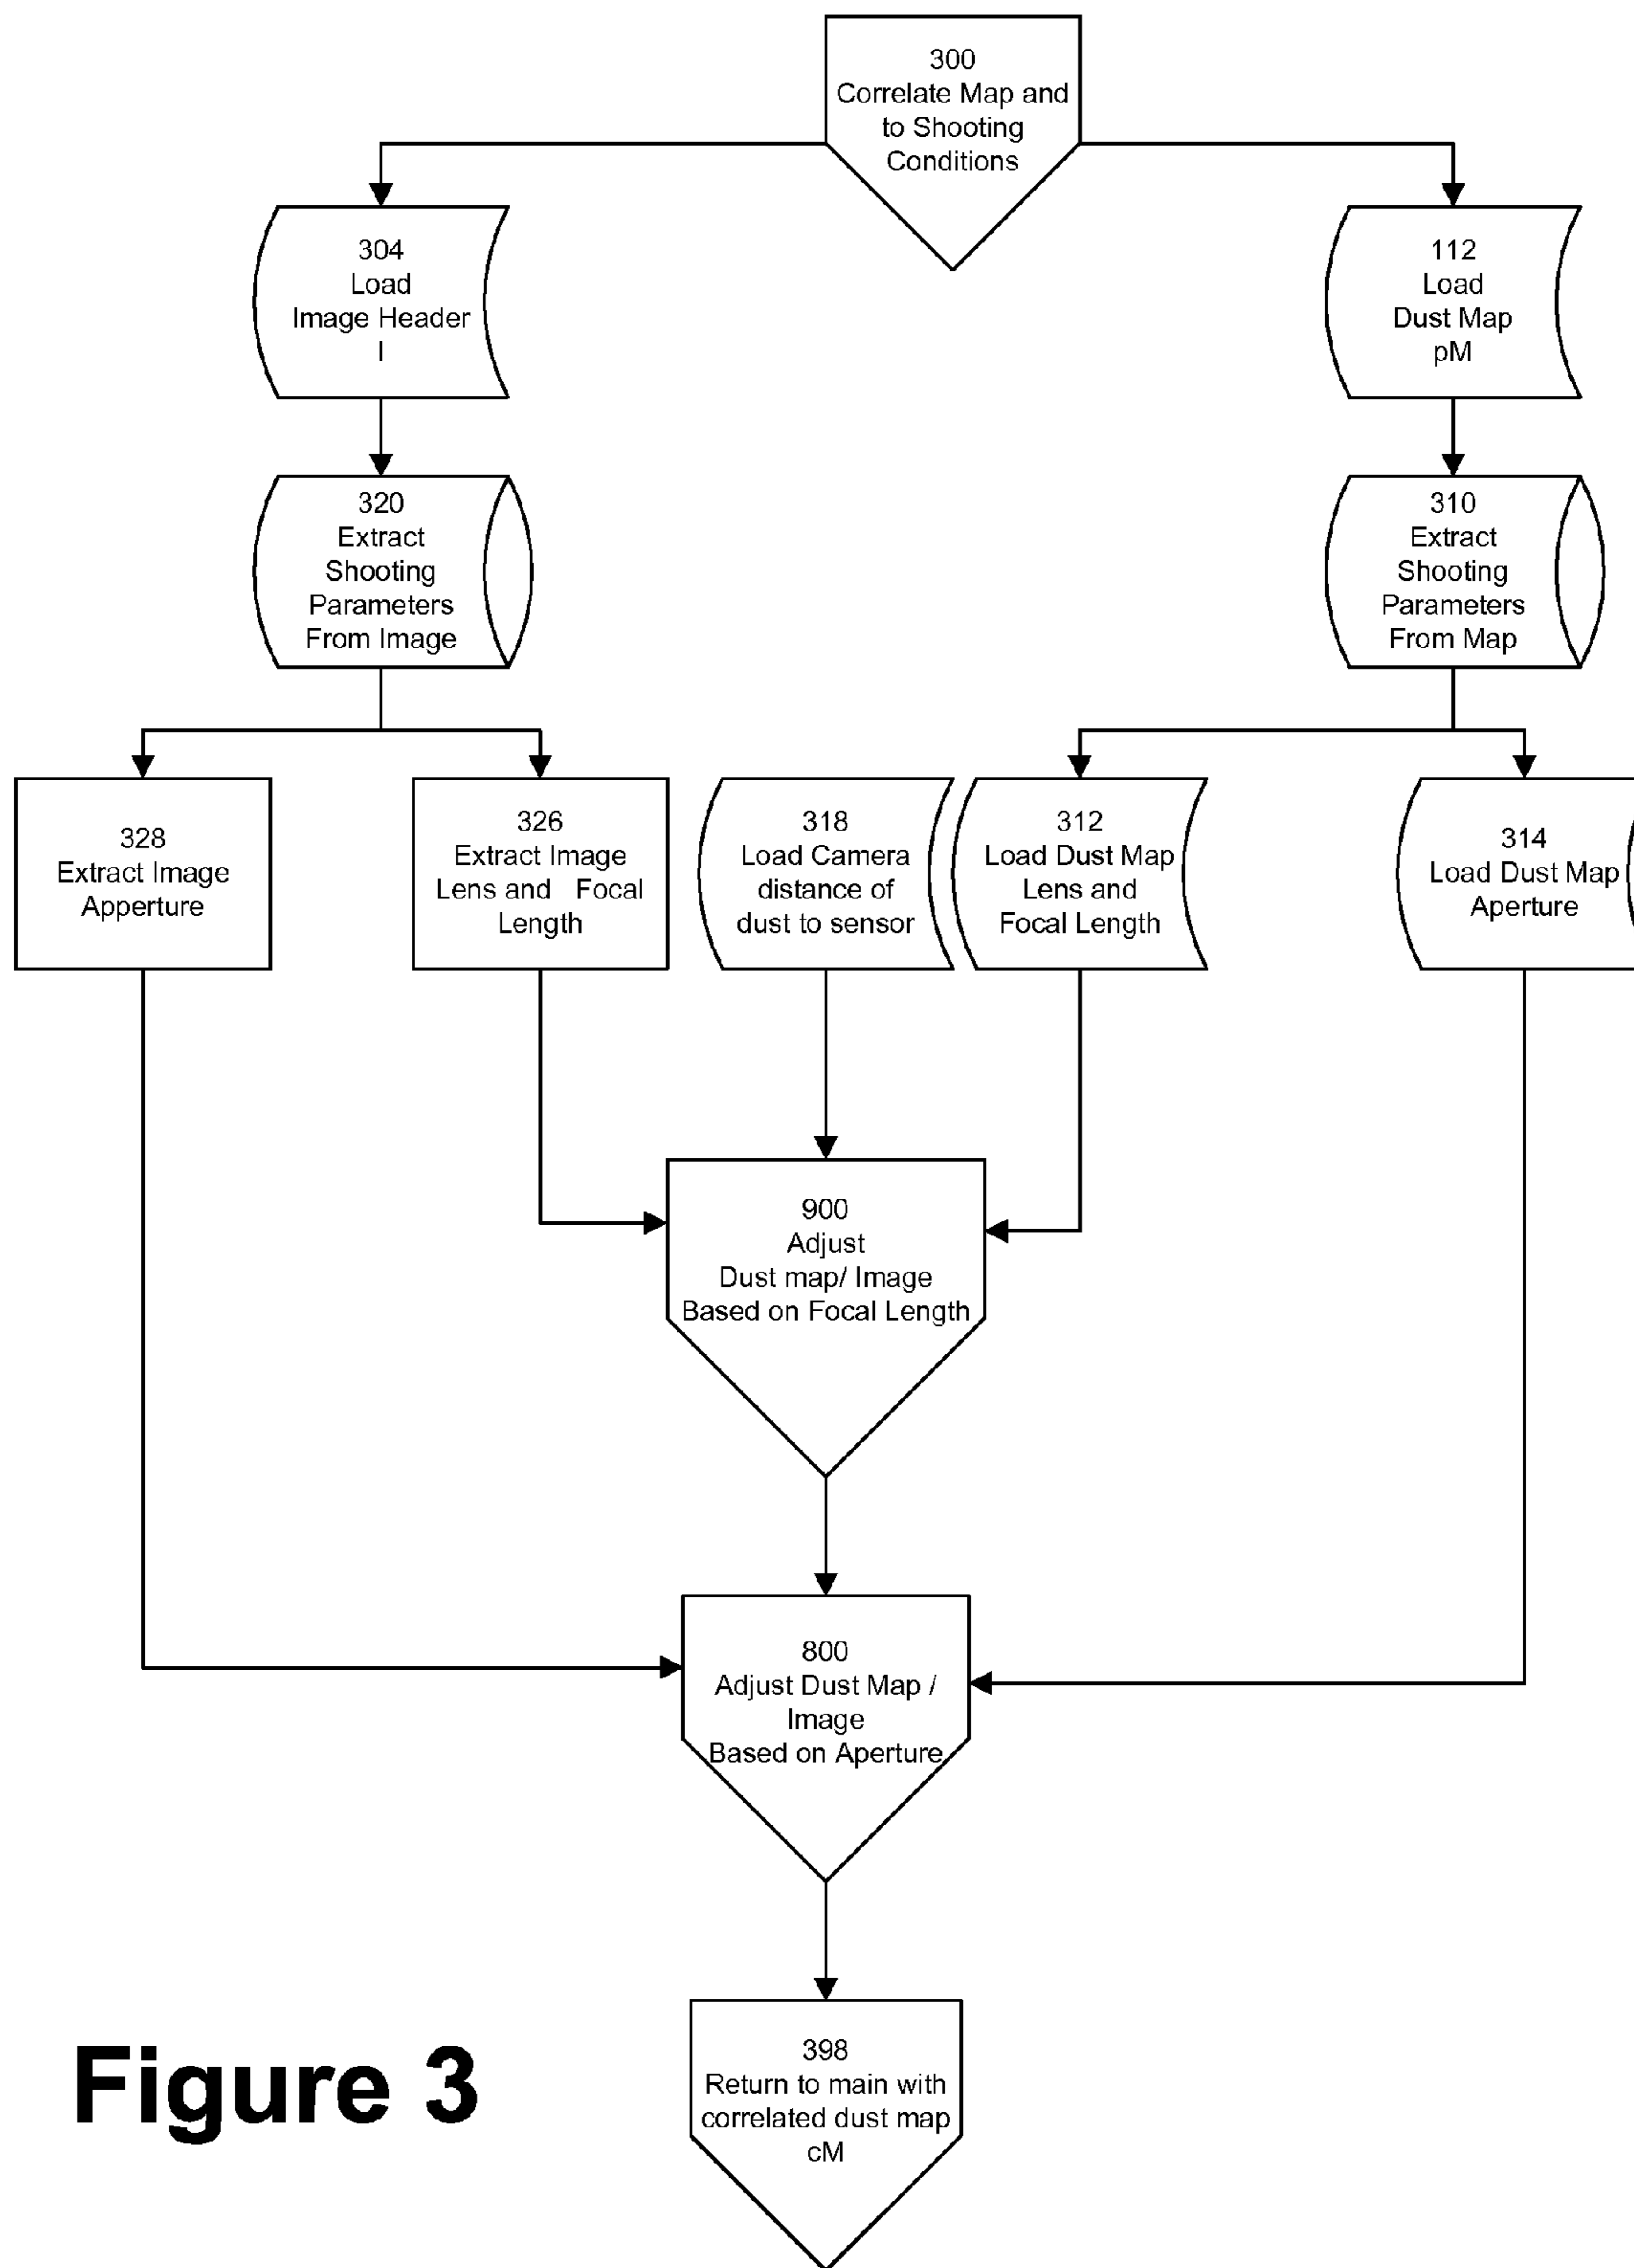 300
Correlate Map and
to Shooting
Conditions
304
Load
Image Header
I
112
Load
Dust Map
pM
320
Extract
Shooting
Parameters
From Image
310
Extract
Shooting
Parameters
From Map
328
Extract Image
Apperture
326
Extract Image
Lens and Focal
Length
318
Load Camera
distance of
dust to sensor
312
Load Dust Map
Lens and
Focal Length
314
Load Dust Map
Aperture
900
Adjust
Dust map/ Image
Based on Focal Length
800
Adjust Dust Map /
Image
Based on Aperture
398
Return to main with
correlated dust map
cM
Figure 3